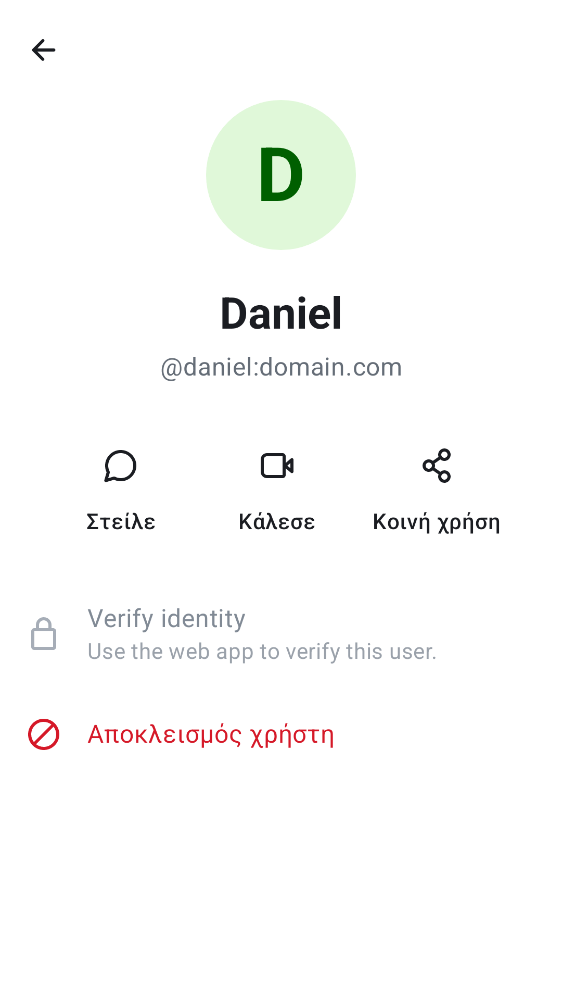 D
Daniel
@daniel:domain.com
Στείλε Κάλεσε Κοινή χρήση
Verify identity
Use the web app to verify this user.
Αποκλεισμός χρήστη